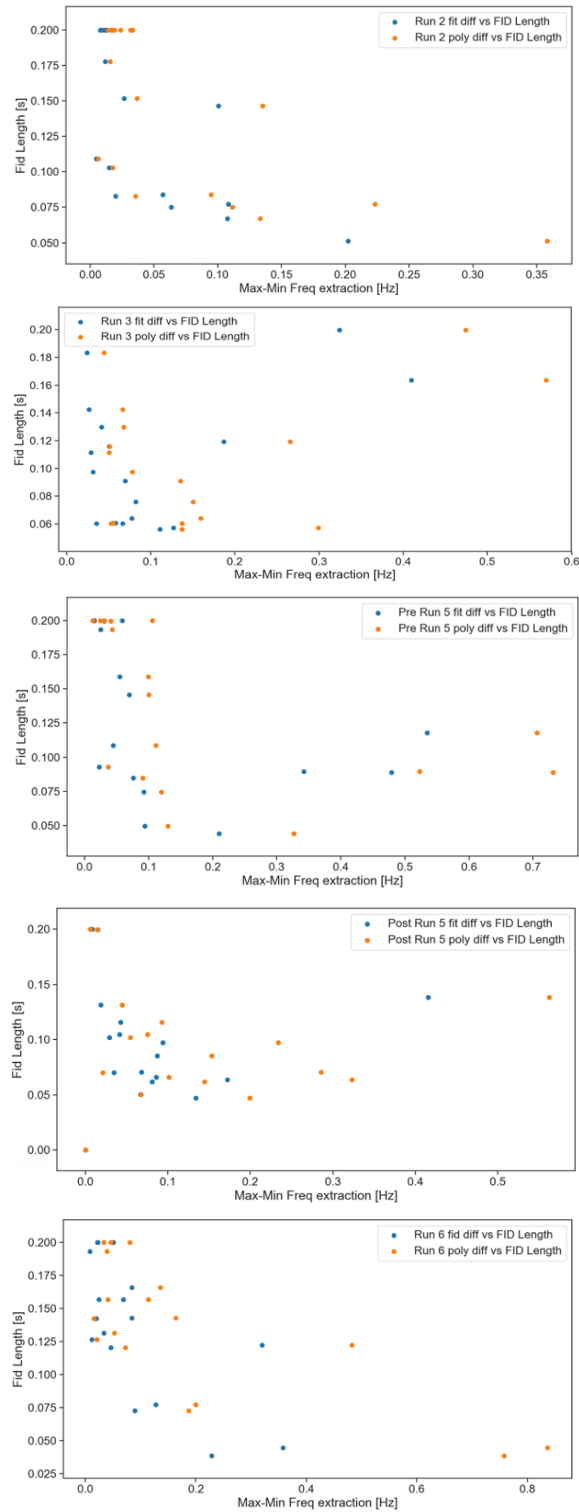 Run 2 fit diff vs FID Length
Run 2 poly diff vs FID Length
Fid Length [s]
0.200
0.175
0.150
0.125
0.100
0.075
0.050
0.00 0.05 0.10 0.15 0.20 0.25 0.30 0.35
Max-Min Freq extraction [Hz]
Run 3 fit diff vs FID Length
Run 3 poly diff vs FID Length
Fid Length [s]
0.20
0.18
0.16
0.14
0.12
0.10
0.08
0.06
0.0 0.1 0.2 0.3 0.4 0.5 0.6
Max-Min Freq extraction [Hz]
Pre Run 5 fit diff vs FID Length
Pre Run 5 poly diff vs FID Length
Fid Length [s]
0.200
0.175
0.150
0.125
0.100
0.075
0.050
0.0 0.1 0.2 0.3 0.4 0.5 0.6 0.7
Max-Min Freq extraction [Hz]
Post Run 5 fit diff vs FID Length
Post Run 5 poly diff vs FID Length
Fid Length [s]
0.20
0.15
0.10
0.05
0.00
0.0 0.1 0.2 0.3 0.4 0.5
Max-Min Freq extraction [Hz]
Run 6 fid diff vs FID Length
Run 6 poly diff vs FID Length
Fid Length [s]
0.200
0.175
0.150
0.125
0.100
0.075
0.050
0.025
0.0 0.2 0.4 0.6 0.8
Max-Min Freq extraction [Hz]